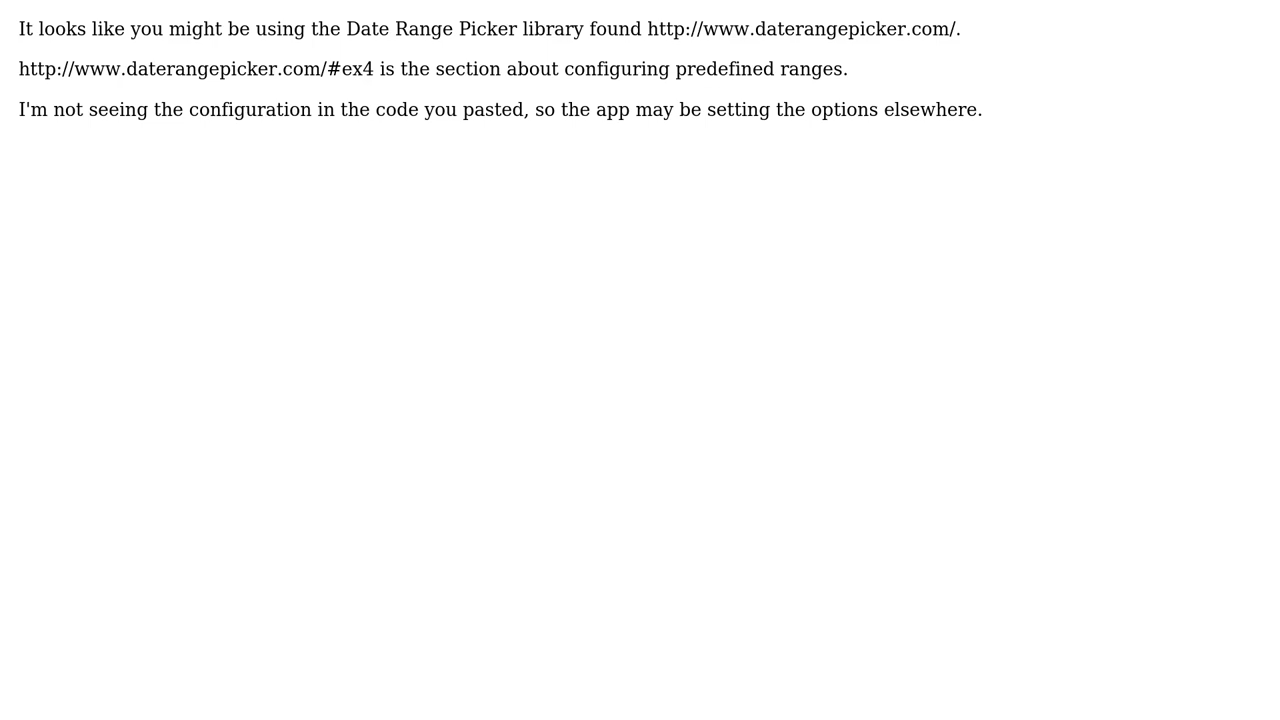 It looks like you might be using the Date Range Picker library found http://www.daterangepicker.com/.
http://www.daterangepicker.com/#ex4 is the section about configuring predefined ranges.
I'm not seeing the configuration in the code you pasted, so the app may be setting the options elsewhere.